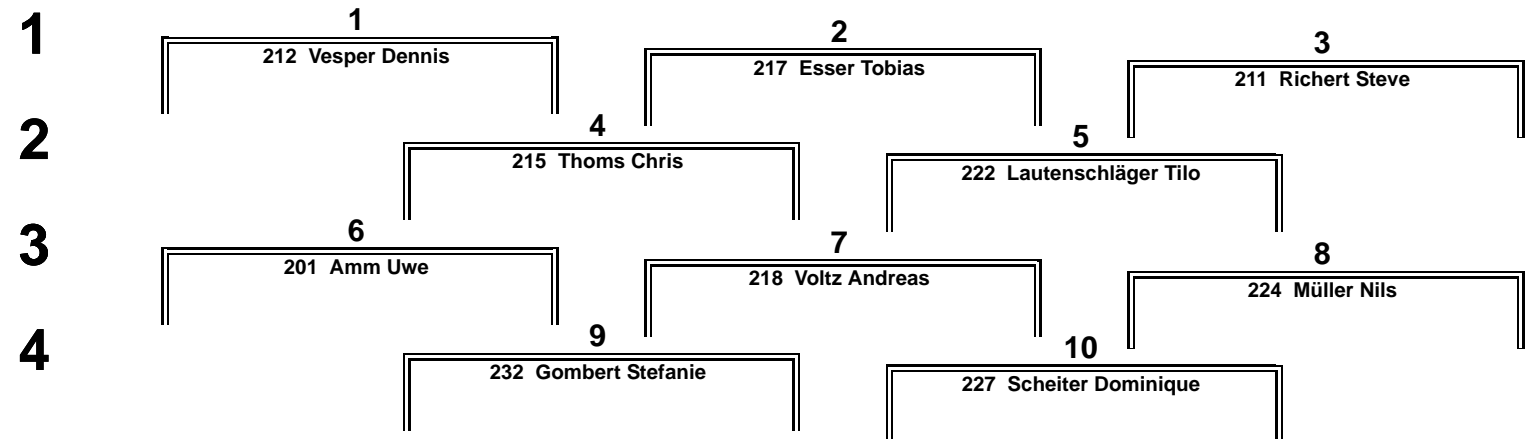 1
1
2
3
212 Vesper Dennis
217 Esser Tobias
211 Richert Steve
2
4
5
215 Thoms Chris
222 Lautenschläger Tilo
3
6
7
8
201 Amm Uwe
218 Voltz Andreas
224 Müller Nils
4
9
10
232 Gombert Stefanie
227 Scheiter Dominique